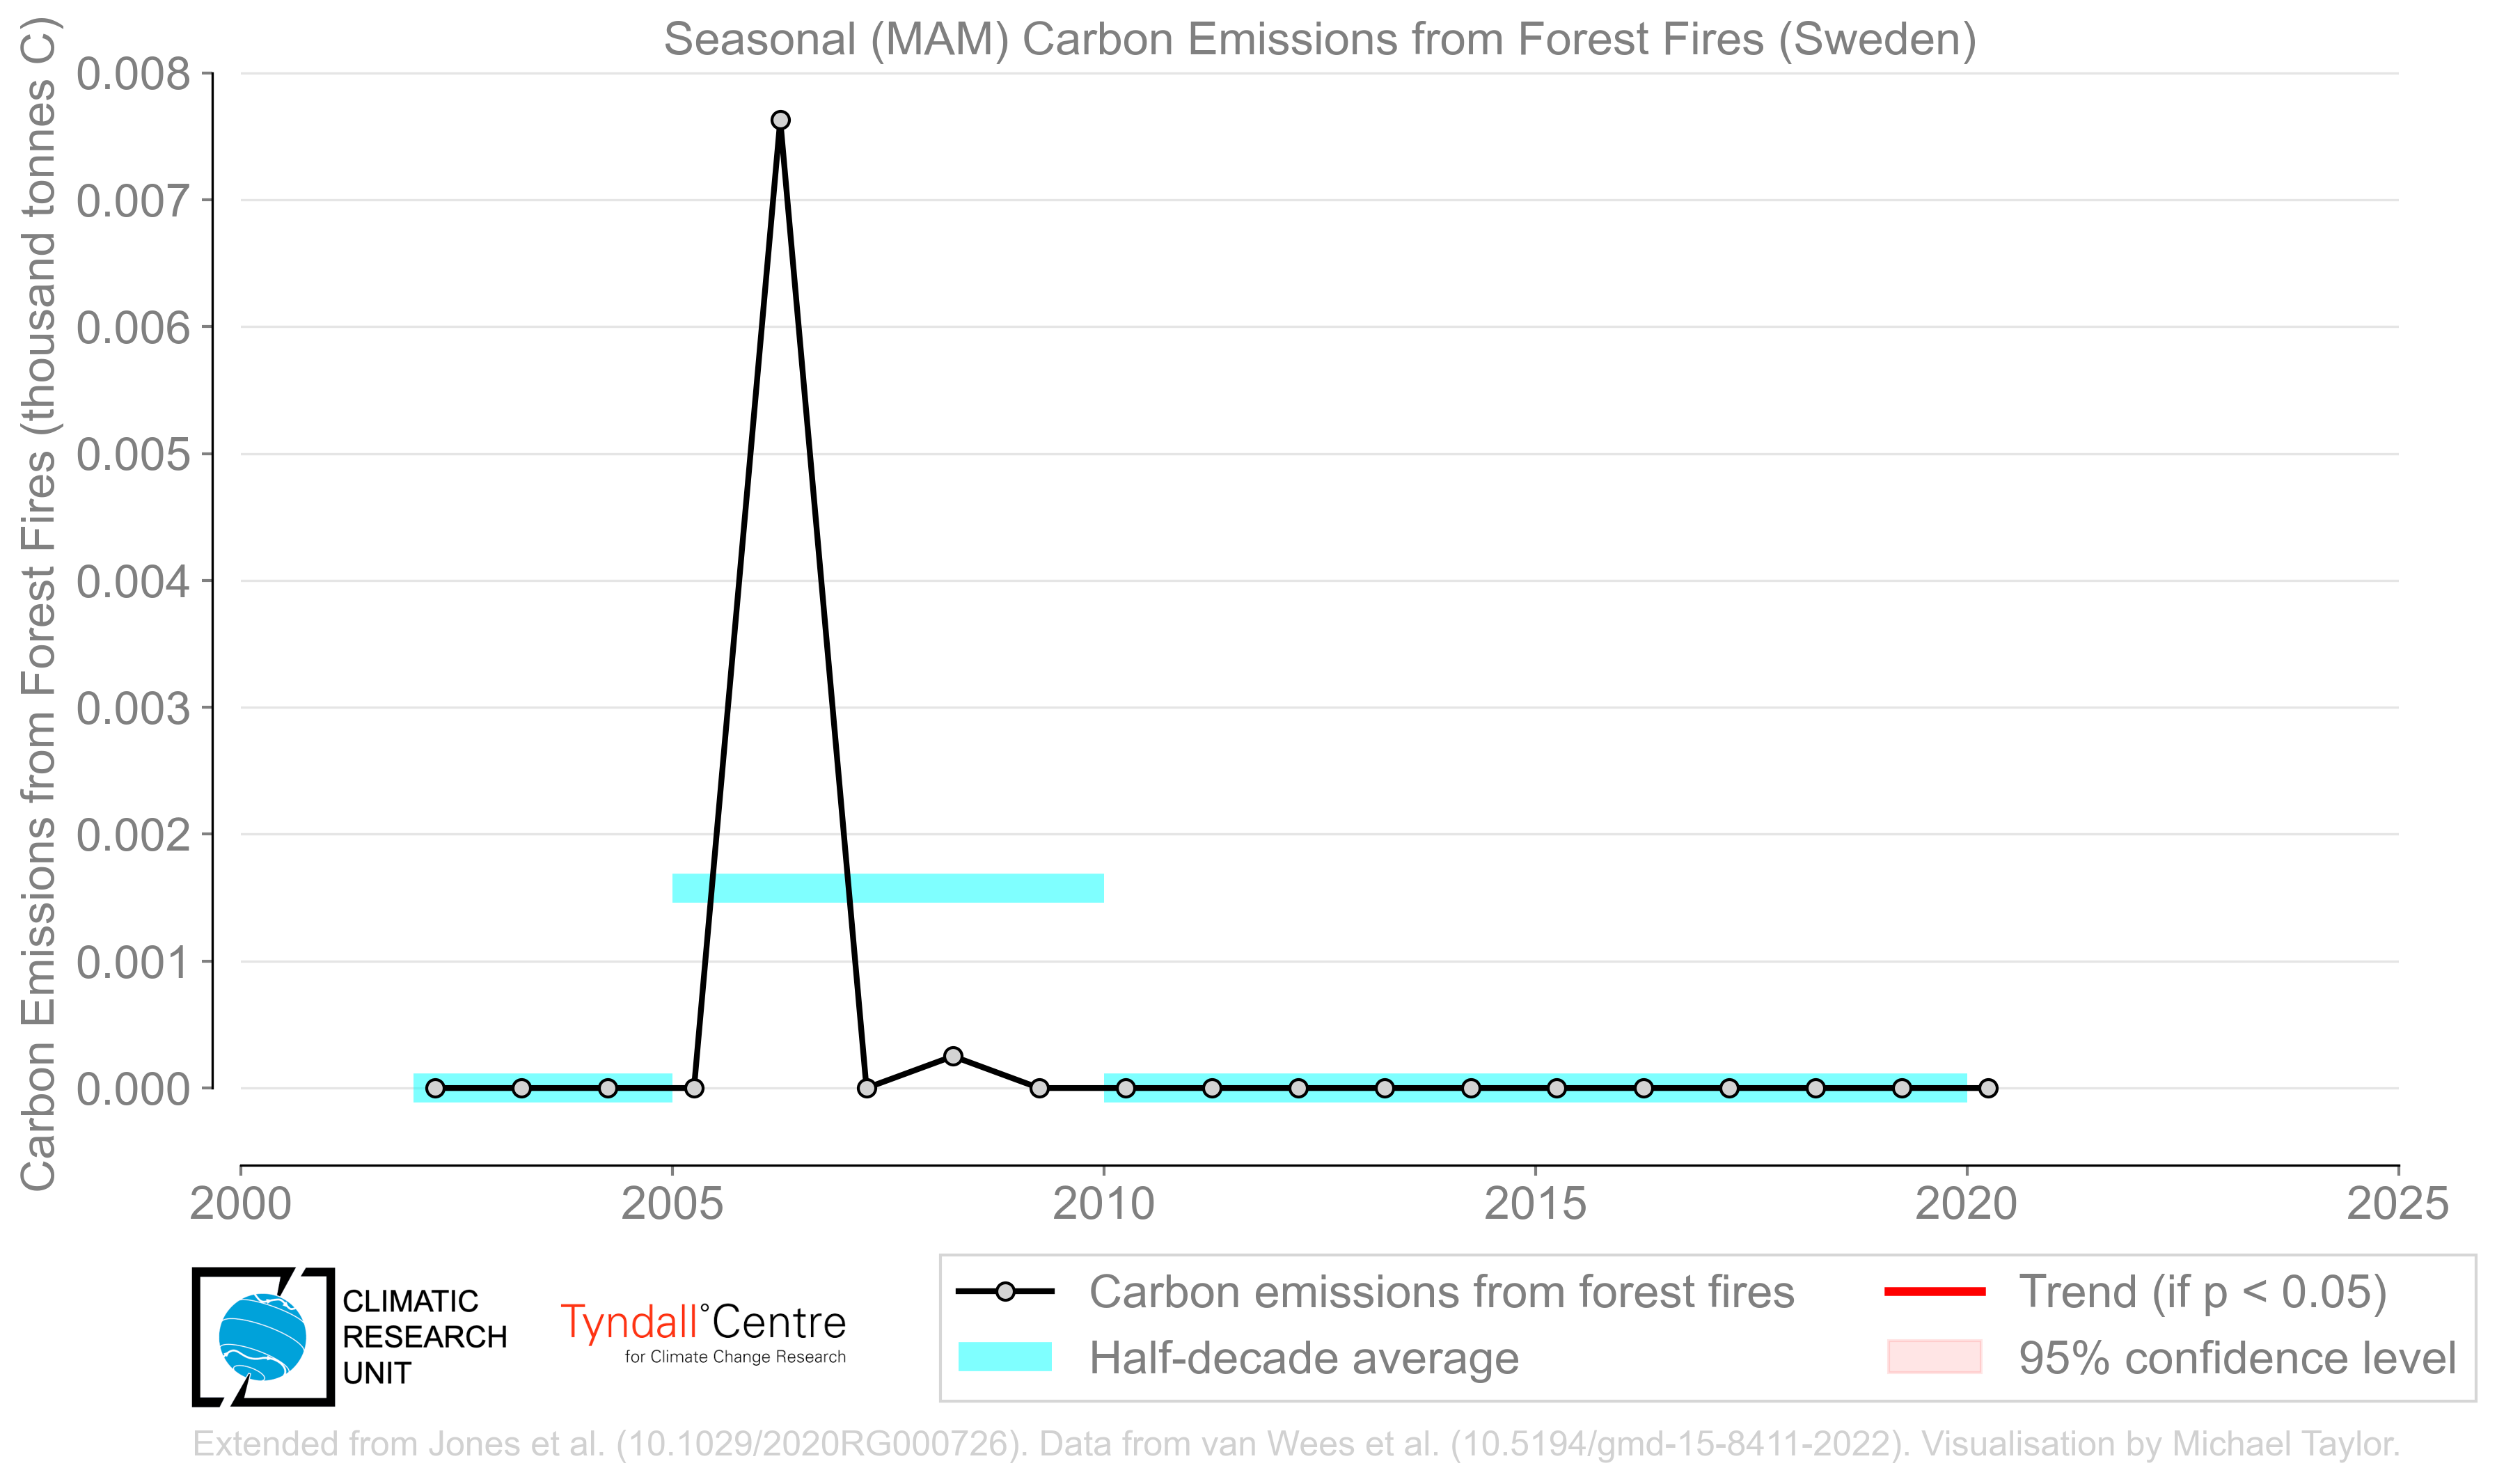 Seasonal (MAM) Carbon Emissions from Forest Fires (Sweden)
Carbon Emissions from Forest Fires (thousand tonnes C)
0.008
0.007
0.006
0.005
0.004
0.003
0.002
0.001
0.000
2000 2005 2010 2015 2020 2025
CLIMATIC
RESEARCH
UNIT
Tyndall°Centre
for Climate Change Research
Carbon emissions from forest fires
Half-decade average
Trend (if p < 0.05)
95% confidence level
Extended from Jones et al. (10.1029/2020RG000726). Data from van Wees et al. (10.5194/gmd-15-8411-2022). Visualisation by Michael Taylor.